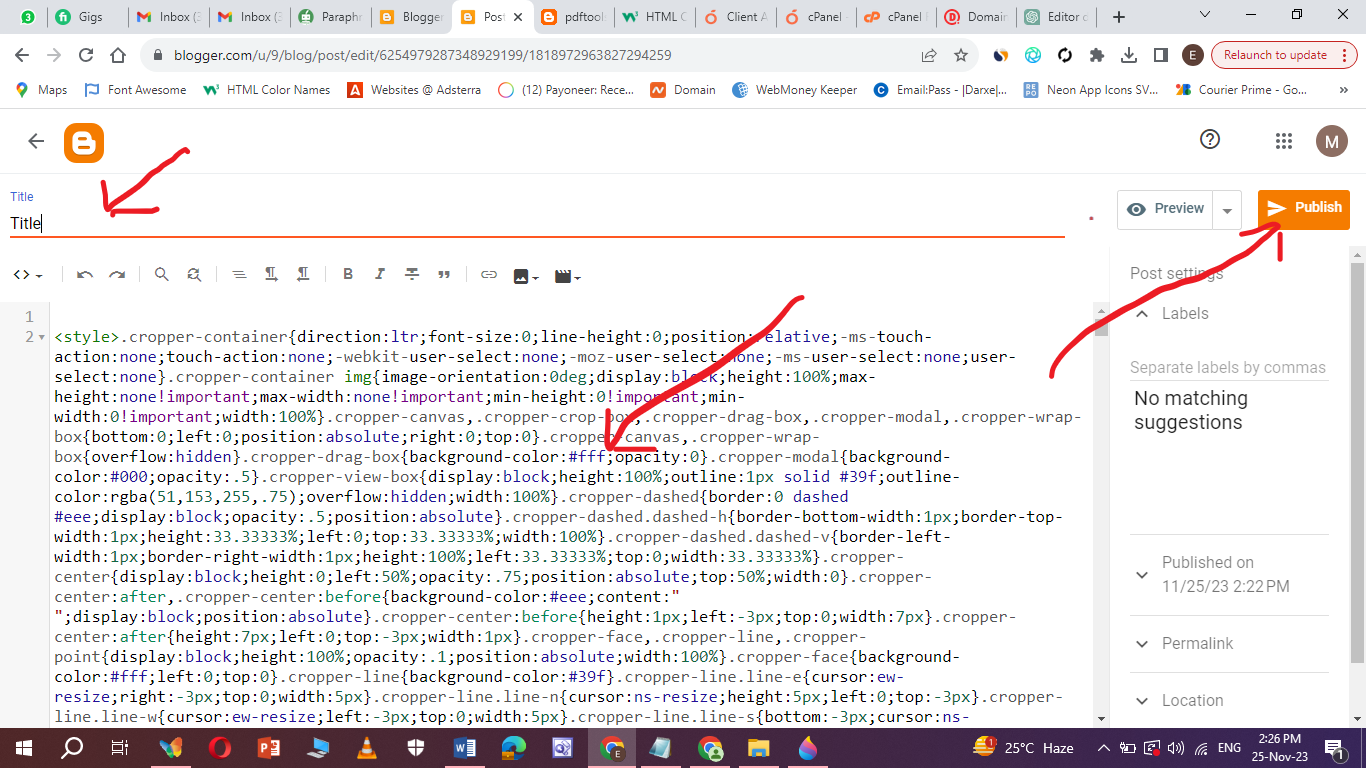 3
Gigs
Inbox (3
Inbox (3
Paraphr
Blogger
Post
pdftool
HTML C
Client A
cPanel -
cPanel
Domain
Editor
blogger.com/u/9/blog/post/edit/6254979287348929199/1818972963827294259
E
Relaunch to update
Maps
Font Awesome
HTML Color Names
Websites @ Adsterra
(12) Payoneer: Rece...
Domain
WebMoney Keeper
Email:Pass - |Darxe|...
Neon App Icons SV...
Courier Prime - Go...
»
M
Title
Title
Preview
Publish
<> B I
Post settings
Labels
Separate labels by commas
No matching
suggestions
Published on
11/25/23 2:22 PM
Permalink
Location
1
2
<style>.cropper-container{direction:ltr;font-size:0;line-height:0;position: elative;-ms-touch-
action:none;touch-action:none;-webkit-user-select:none;-moz-user-select:none;-ms-user-select:none;user-
select:none}.cropper-container img{image-orientation:0deg;display:block;height:100%;max-
height:none!important;max-width:none!important;min-height:0!important;min-
width:0!important;width:100%}.cropper-canvas,.cropper-crop-box,.cropper-drag-box,.cropper-modal,.cropper-wrap-
box{bottom:0;left:0;position:absolute;right:0;top:0}.cropper-canvas,.cropper-wrap-
box{overflow:hidden}.cropper-drag-box{background-color:#fff;opacity:0}.cropper-modal{background-
color:#000;opacity:.5}.cropper-view-box{display:block;height:100%;outline:1px solid #39f;outline-
color:rgba(51,153,255,.75);overflow:hidden;width:100%}.cropper-dashed{border:0 dashed
#eee;display:block;opacity:.5;position:absolute}.cropper-dashed.dashed-h{border-bottom-width:1px;border-top-
width:1px;height:33.33333%;left:0;top:33.33333%;width:100%}.cropper-dashed.dashed-v{border-left-
width:1px;border-right-width:1px;height:100%;left:33.33333%;top:0;width:33.33333%}.cropper-
center{display:block;height:0;left:50%;opacity:.75;position:absolute;top:50%;width:0}.cropper-
center:after,.cropper-center:before{background-color:#eee;content:"
";display:block;position:absolute}.cropper-center:before{height:1px;left:-3px;top:0;width:7px}.cropper-
center:after{height:7px;left:0;top:-3px;width:1px}.cropper-face,.cropper-line,.cropper-
point{display:block;height:100%;opacity:.1;position:absolute;width:100%}.cropper-face{background-
color:#fff;left:0;top:0}.cropper-line{background-color:#39f}.cropper-line.line-e{cursor:ew-
resize;right:-3px;top:0;width:5px}.cropper-line.line-n{cursor:ns-resize;height:5px;left:0;top:-3px}.cropper-
line.line-w{cursor:ew-resize;left:-3px;top:0;width:5px}.cropper-line.line-s{bottom:-3px;cursor:ns-
25°C Haze
ENG
2:26 PM
25-Nov-23
1